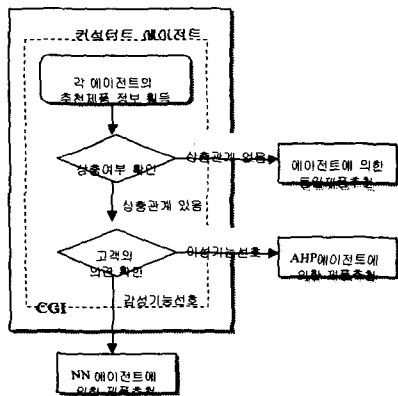 컨설턴트 에이전트
각 에이전트의
추천제품 정보 획득
상충여부 확인
상충관계 없음
에이전트에 의한
동일제품추천
상충관계 있음
고객의
의견 확인
이성기능선호
AHP에이전트에
의한 제품추천
감성기능선호
CGI
NN 에이전트에
의한 제품추천